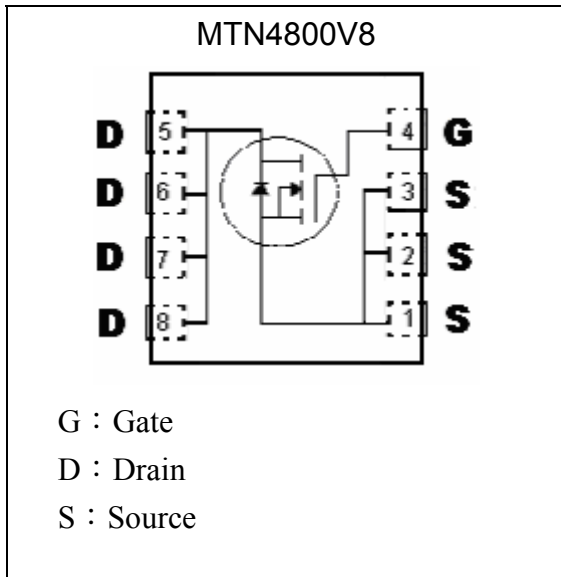 MTN4800V8
D 5 4 G
D 6 3 S
D 7 2 S
D 8 1 S
G：Gate
D：Drain
S：Source